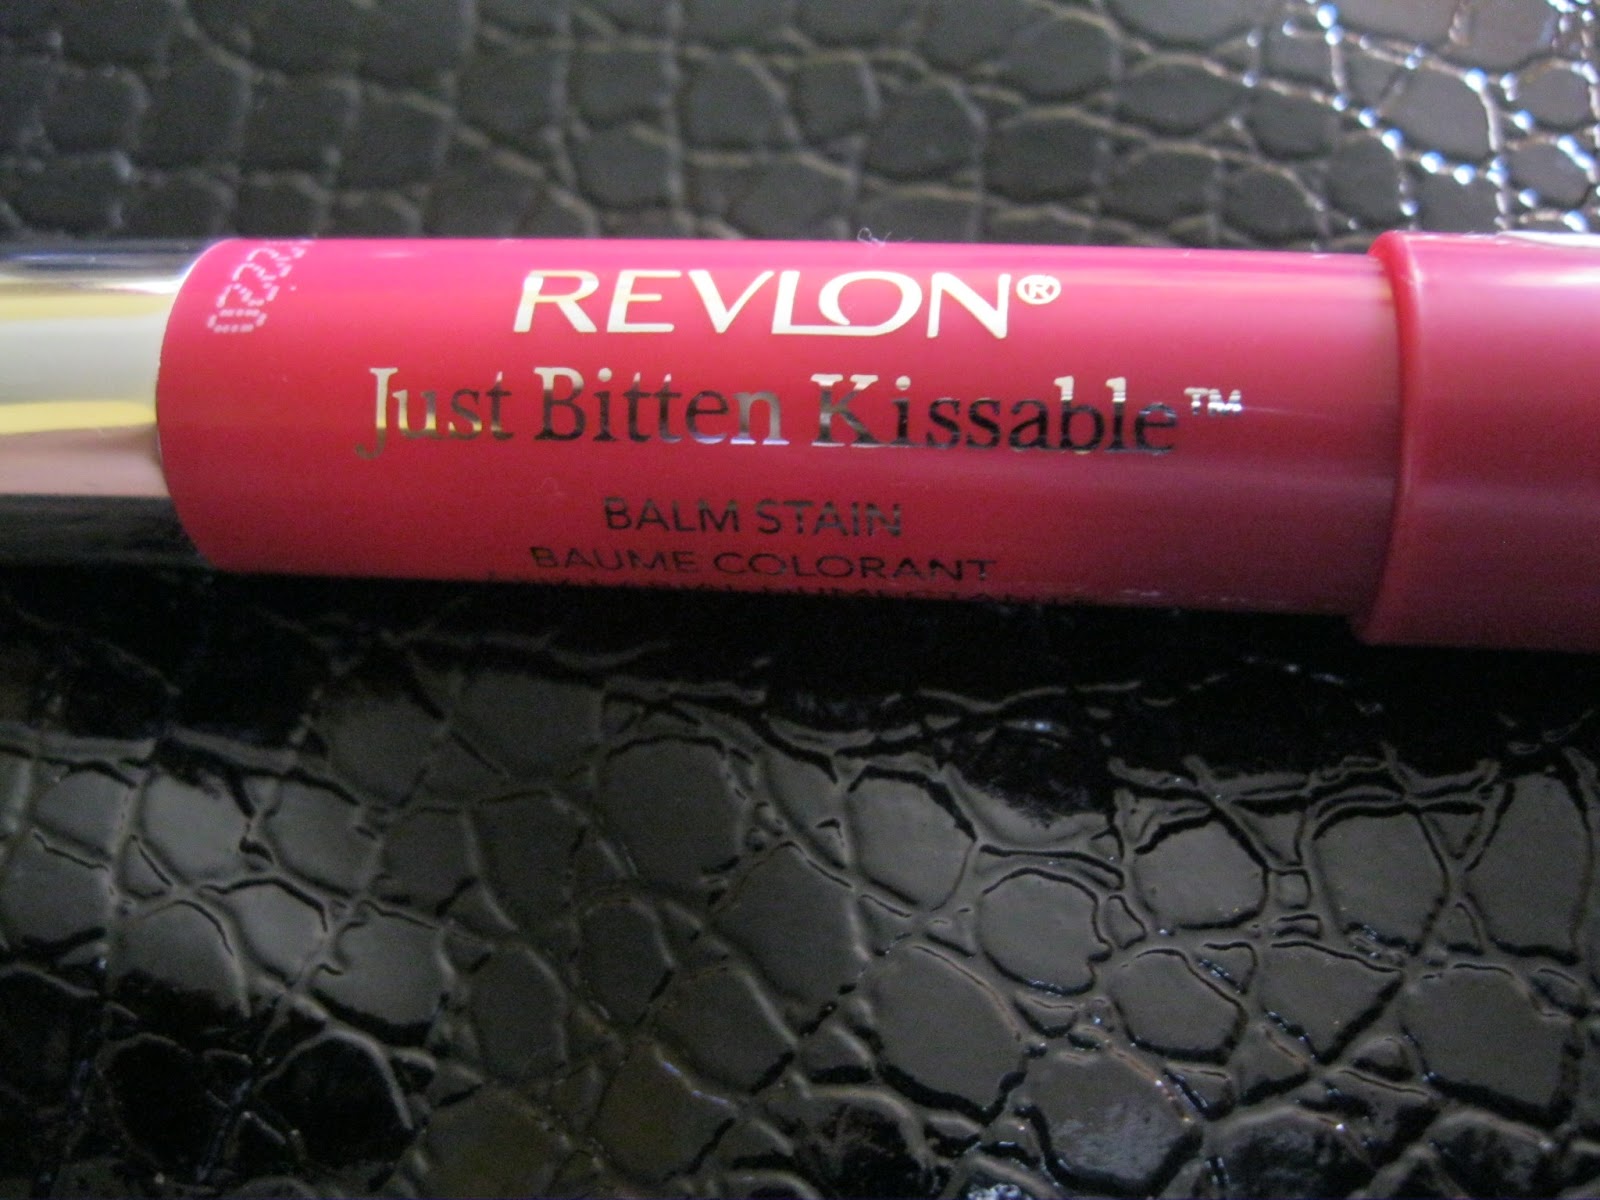 REVLON®
Just Bitten Kissable™
BALM STAIN
BAUME COLORANT